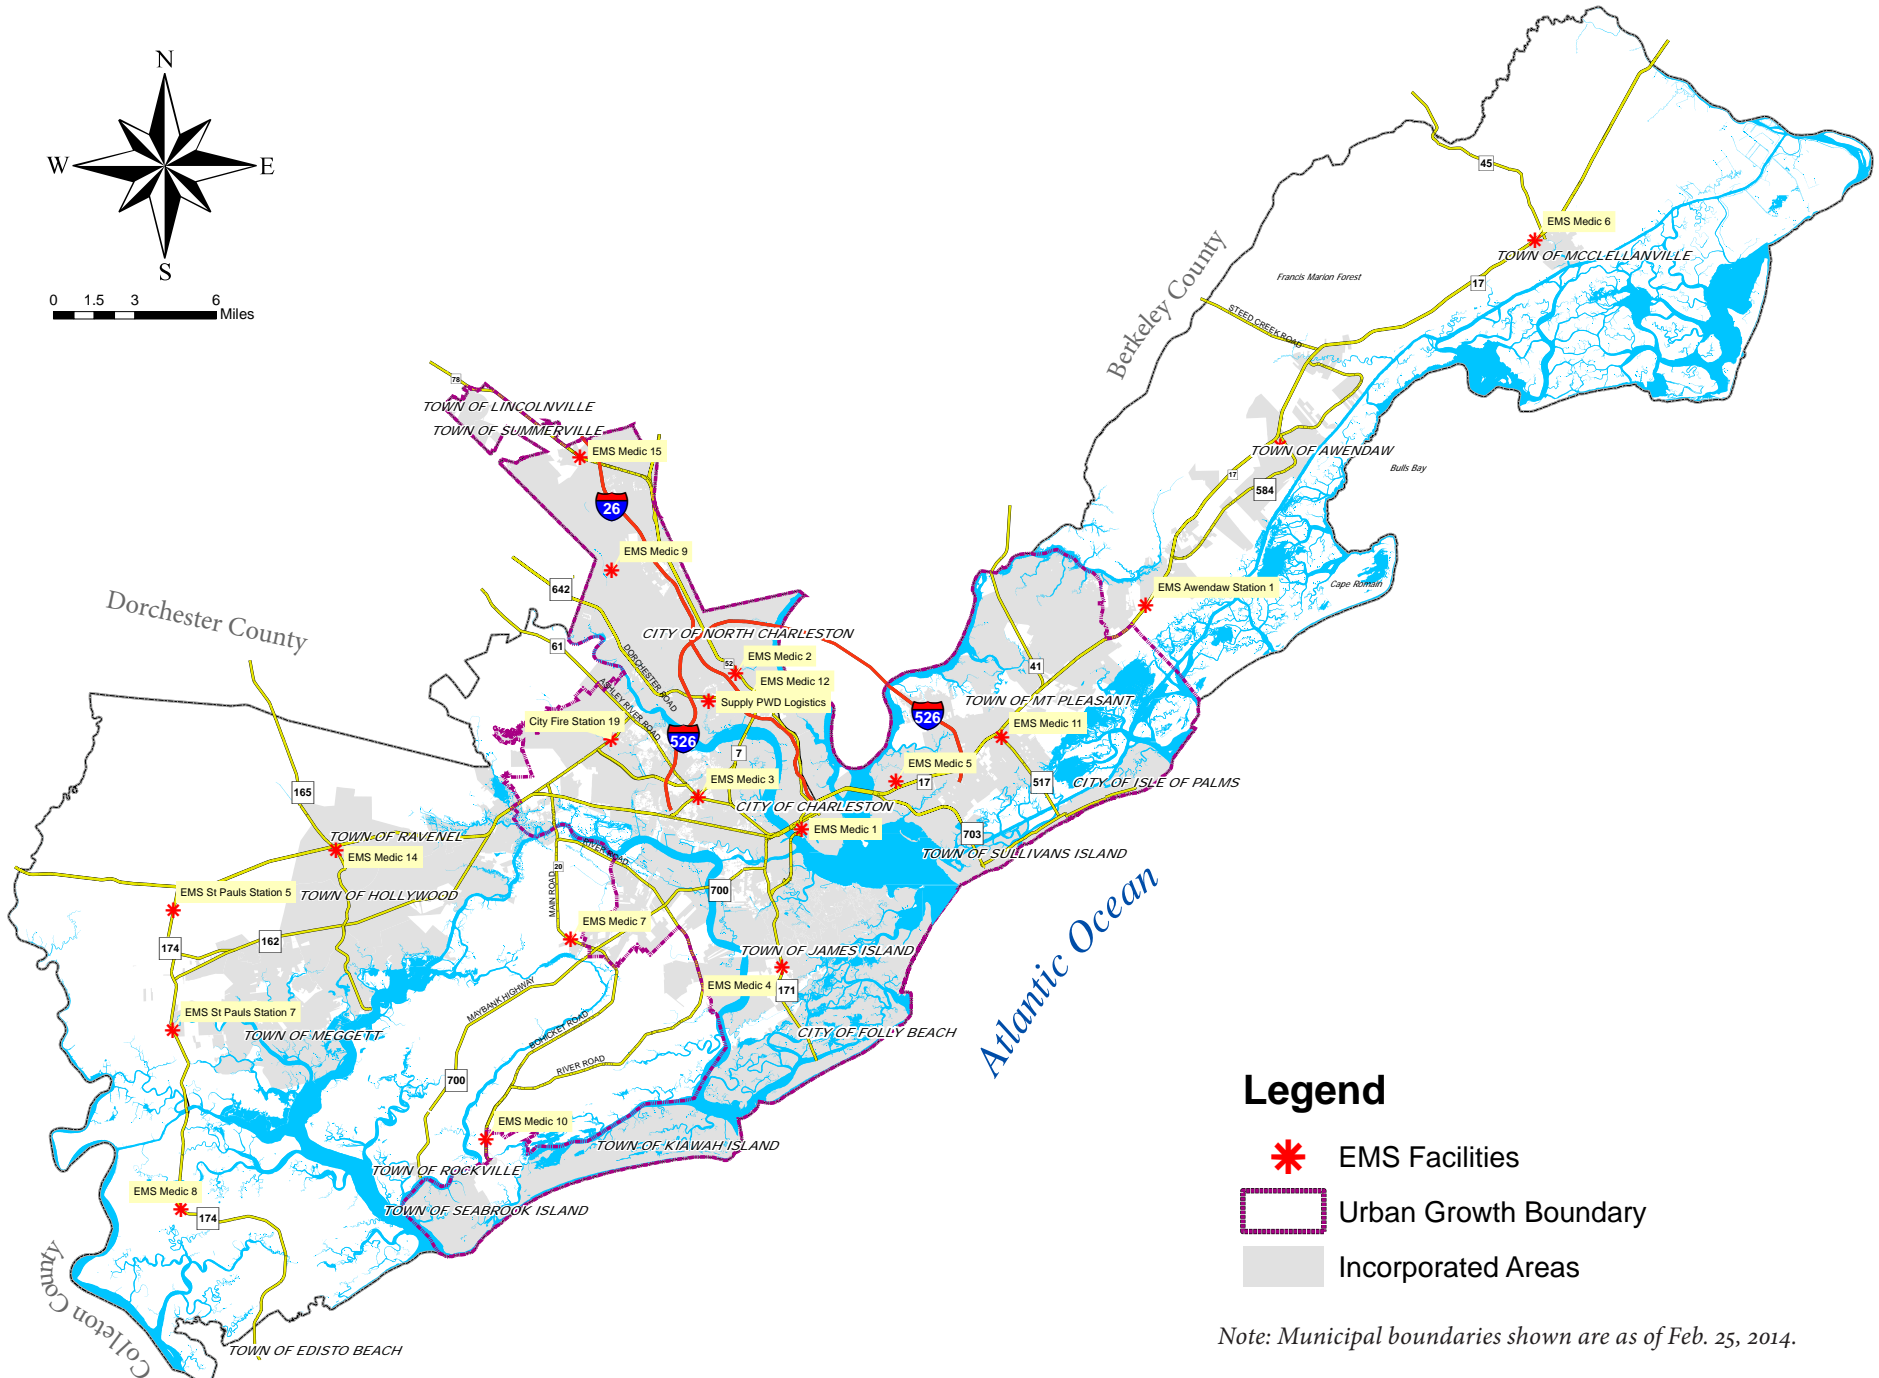 N
W
E
S
0 1.5 3 6
Miles
45
EMS Medic 6
TOWN OF MCCLELLANVILLE
Francis Marion Forest
17
Berkeley County
STEED CREEK ROAD
78
TOWN OF LINCOLNVILLE
TOWN OF SUMMERVILLE
EMS Medic 15
TOWN OF AWENDAW
Bulls Bay
17
584
26
EMS Medic 9
642
Cape Romain
EMS Awendaw Station 1
Dorchester County
CITY OF NORTH CHARLESTON
61
DORCHESTER ROAD
52
EMS Medic 2
41
EMS Medic 12
ASHLEY RIVER ROAD
Supply PWD Logistics
TOWN OF MT PLEASANT
City Fire Station 19
526
526
EMS Medic 11
7
EMS Medic 5
EMS Medic 3
17
517
CITY OF ISLE OF PALMS
165
CITY OF CHARLESTON
EMS Medic 1
703
TOWN OF RAVENEL
RIVER ROAD
TOWN OF SULLIVANS ISLAND
EMS Medic 14
20
EMS St Pauls Station 5
TOWN OF HOLLYWOOD
MAIN ROAD
700
EMS Medic 7
174
162
TOWN OF JAMES ISLAND
Atlantic Ocean
EMS Medic 4
171
MAYBANK HIGHWAY
EMS St Pauls Station 7
BOHICKET ROAD
TOWN OF MEGGETT
CITY OF FOLLY BEACH
RIVER ROAD
700
EMS Medic 10
TOWN OF KIAWAH ISLAND
TOWN OF ROCKVILLE
EMS Medic 8
TOWN OF SEABROOK ISLAND
174
Colleton County
TOWN OF EDISTO BEACH
Legend
EMS Facilities
Urban Growth Boundary
Incorporated Areas
Note: Municipal boundaries shown are as of Feb. 25, 2014.